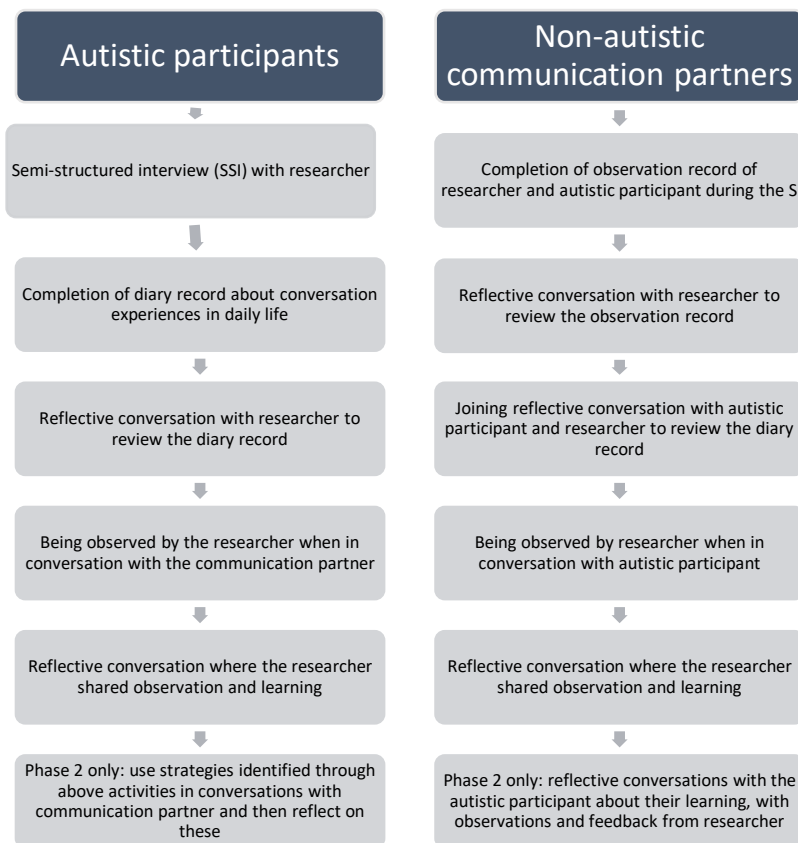 Autistic participants
Semi-structured interview (SSI) with researcher
Completion of diary record about conversation
experiences in daily life
Reflective conversation with researcher to
review the diary record
Being observed by the researcher when in
conversation with the communication partner
Reflective conversation where the researcher
shared observation and learning
Phase 2 only: use strategies identified through
above activities in conversations with
communication partner and then reflect on
these
Non-autistic
communication partners
Completion of observation record of
researcher and autistic participant during the
Reflective conversation with researcher to
review the observation record
Joining reflective conversation with autistic
participant and researcher to review the diary
record
Being observed by researcher when in
conversation with autistic participant
Reflective conversation where the researcher
shared observation and learning
Phase 2 only: reflective conversations with the
autistic participant about their learning, with
observations and feedback from researcher